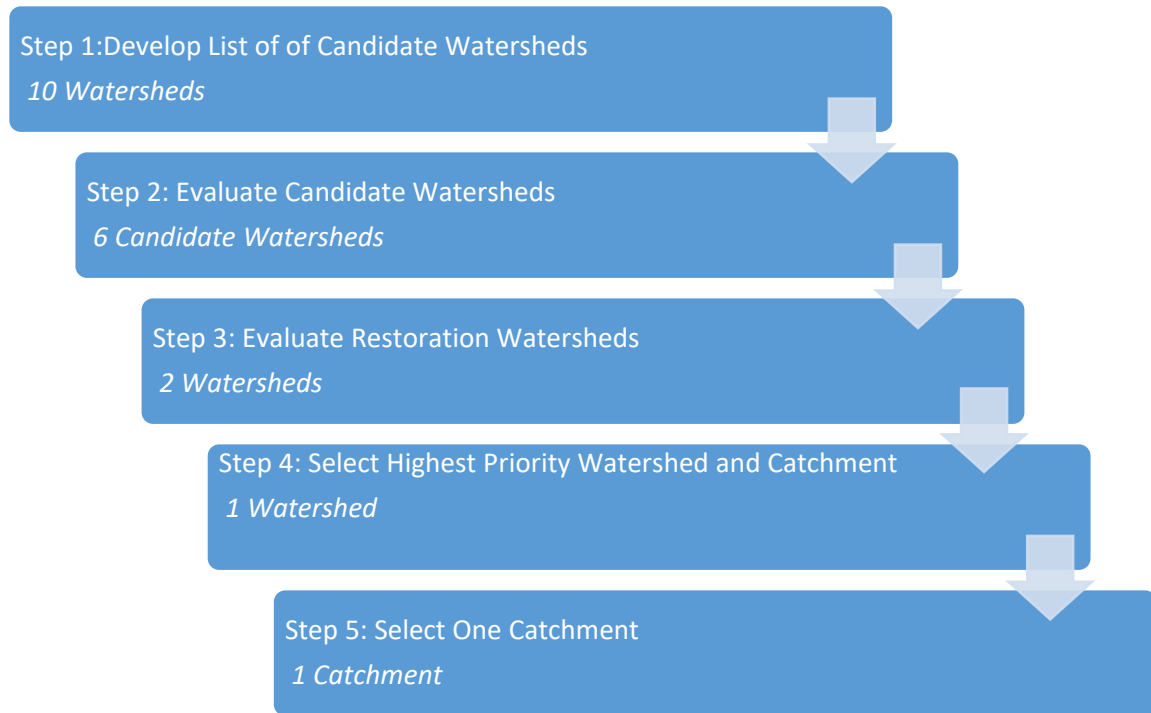 Step 1:Develop List of of Candidate Watersheds
10 Watersheds
Step 2: Evaluate Candidate Watersheds
6 Candidate Watersheds
Step 3: Evaluate Restoration Watersheds
2 Watersheds
Step 4: Select Highest Priority Watershed and Catchment
1 Watershed
Step 5: Select One Catchment
1 Catchment